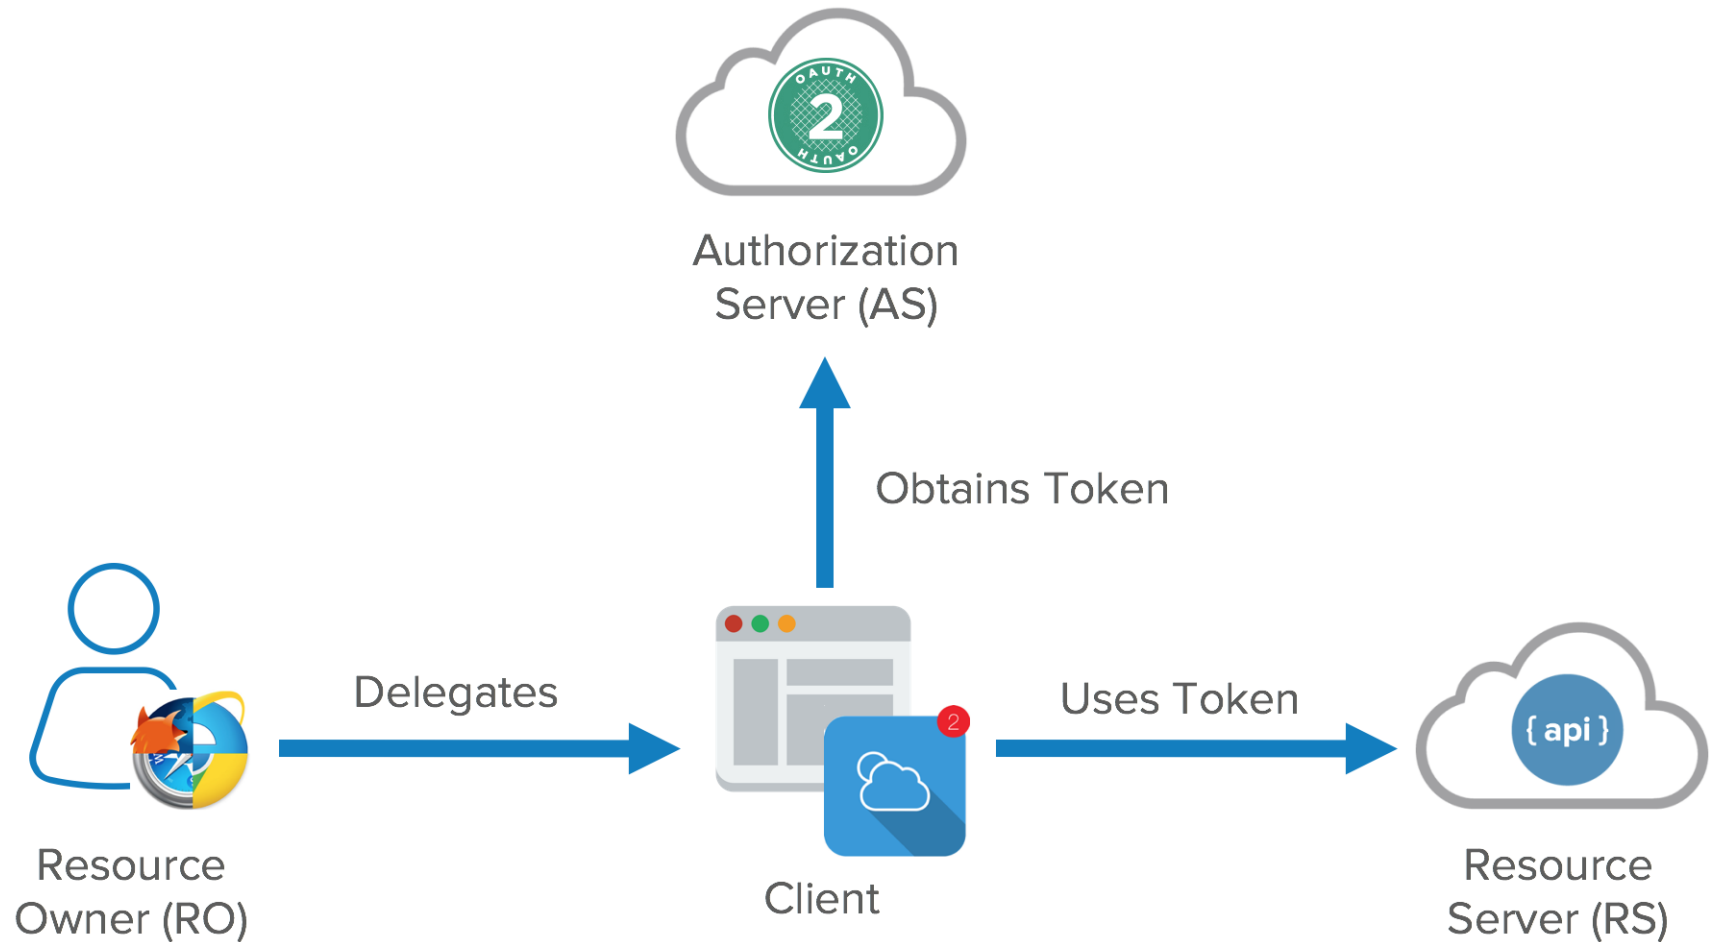 OAUTH
2
OAUTH
Authorization
Server (AS)
Obtains Token
Delegates
Uses Token
2
{ api }
Resource
Owner (RO)
Client
Resource
Server (RS)